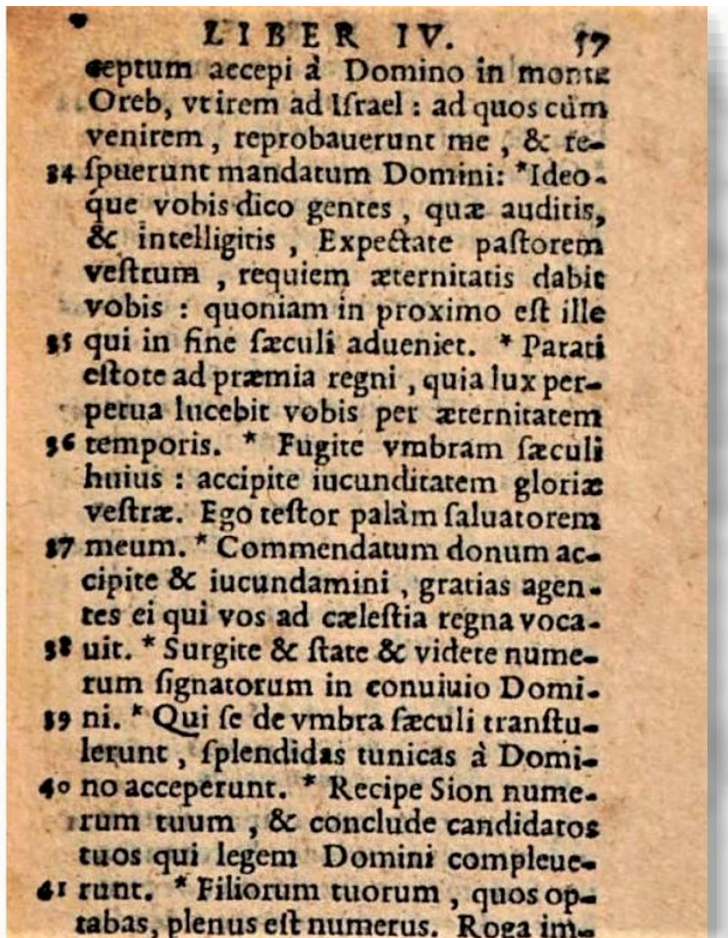 LIBER IV. 57
ceptum accepi à Domino in monte
Oreb, vt irem ad Iſrael : ad quos cùm
venirem , reprobauerunt me , & re-
34 ſpuerunt mandatum Domini: *Ideo-
que vobis dico gentes , quæ auditis,
& intelligitis , Expectate paſtorem
veſtrum , requiem æternitatis dabit
vobis : quoniam in proximo eſt ille
35 qui in fine ſæculi adueniet. * Parati
eſtote ad præmia regni , quia lux per-
petua lucebit vobis per æternitatem
36 temporis. * Fugite vmbram ſæculi
huius : accipite iucunditatem gloriæ
veſtræ. Ego teſtor palàm ſaluatorem
37 meum. * Commendatum donum ac-
cipite & iucundamini , gratias agen-
tes ei qui vos ad cæleſtia regna voca-
38 uit. * Surgite & ſtate & videte nume-
rum ſignatorum in conuiuio Domi-
39 ni. * Qui ſe de vmbra ſæculi tranſtu-
lerunt , ſplendidas tunicas à Domi-
40 no acceperunt. * Recipe Sion nume-
rum tuum , & conclude candidatos
tuos qui legem Domini compleue-
41 runt. * Filiorum tuorum , quos op-
tabas, plenus eſt numerus. Roga im-